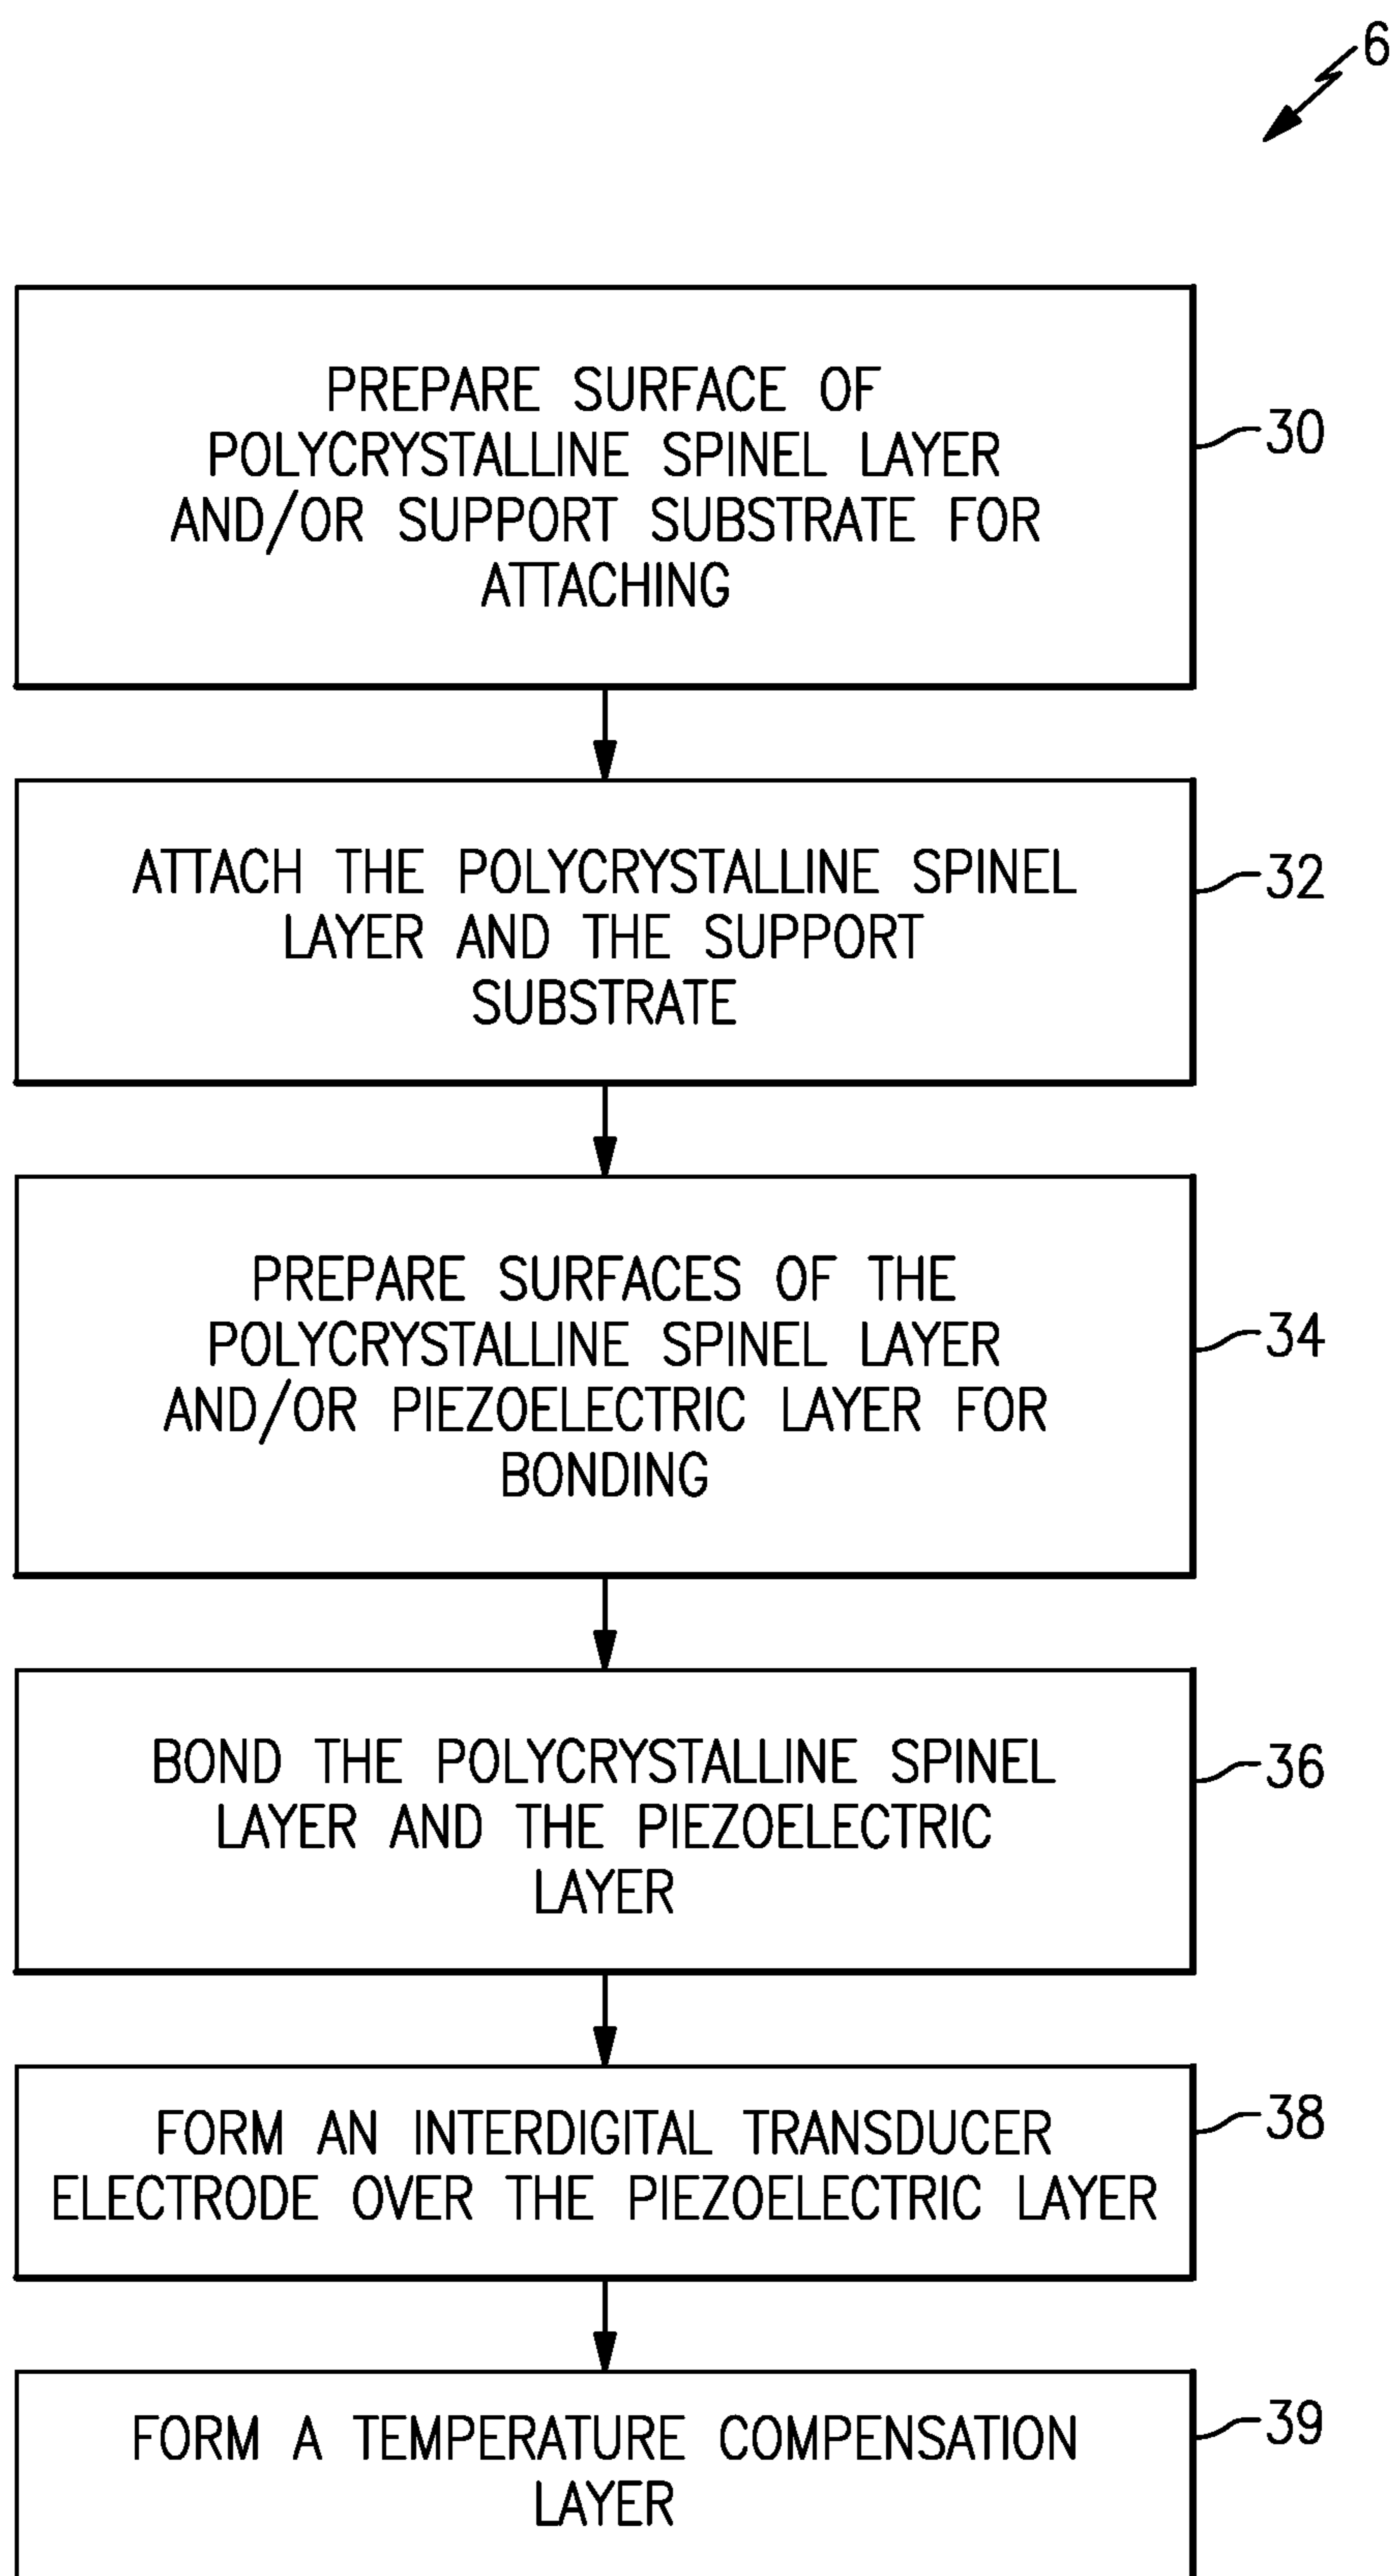 6
PREPARE SURFACE OF
POLYCRYSTALLINE SPINEL LAYER
AND/OR SUPPORT SUBSTRATE FOR
ATTACHING
30
ATTACH THE POLYCRYSTALLINE SPINEL
LAYER AND THE SUPPORT
SUBSTRATE
32
PREPARE SURFACES OF THE
POLYCRYSTALLINE SPINEL LAYER
AND/OR PIEZOELECTRIC LAYER FOR
BONDING
34
BOND THE POLYCRYSTALLINE SPINEL
LAYER AND THE PIEZOELECTRIC
LAYER
36
FORM AN INTERDIGITAL TRANSDUCER
ELECTRODE OVER THE PIEZOELECTRIC LAYER
38
FORM A TEMPERATURE COMPENSATION
LAYER
39